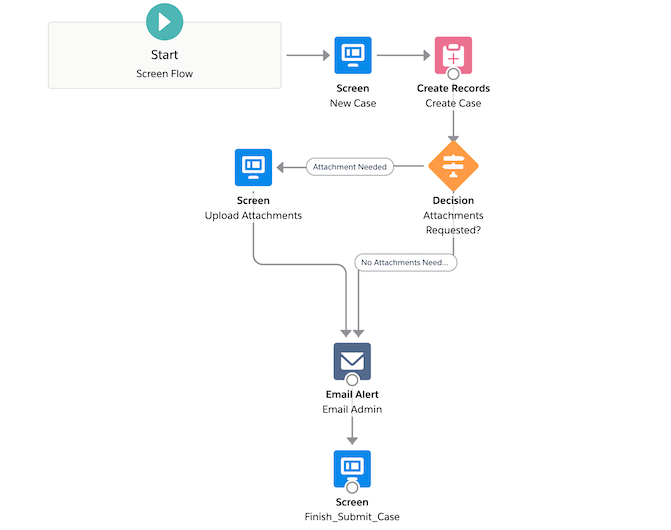 Start
Screen Flow
Screen
New Case
Create Records
Create Case
Attachment Needed
Screen
Upload Attachments
Decision
Attachments
Requested?
No Attachments Need...
Email Alert
Email Admin
Screen
Finish_Submit_Case